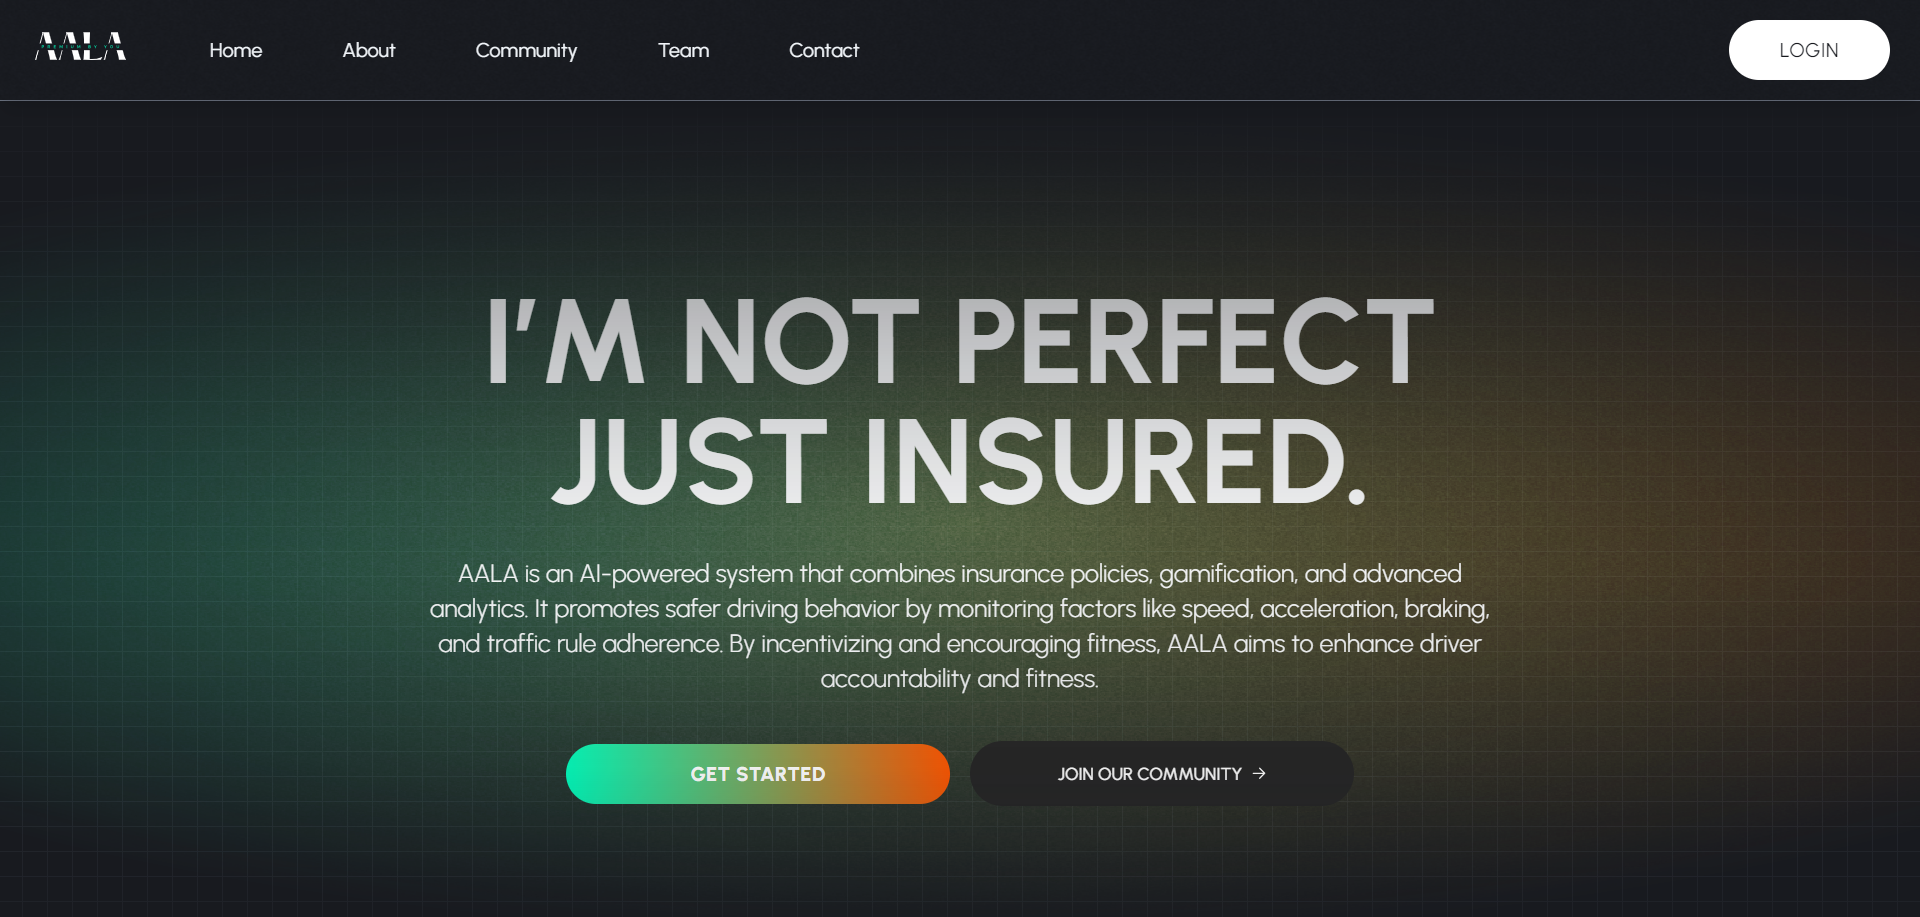 AALA
PREMIUM BY YOU
Home
About
Community
Team
Contact
LOGIN
I'M NOT PERFECT
JUST INSURED.
AALA is an AI-powered system that combines insurance policies, gamification, and advanced
analytics. It promotes safer driving behavior by monitoring factors like speed, acceleration, braking,
and traffic rule adherence. By incentivizing and encouraging fitness, AALA aims to enhance driver
accountability and fitness.
GET STARTED
JOIN OUR COMMUNITY →